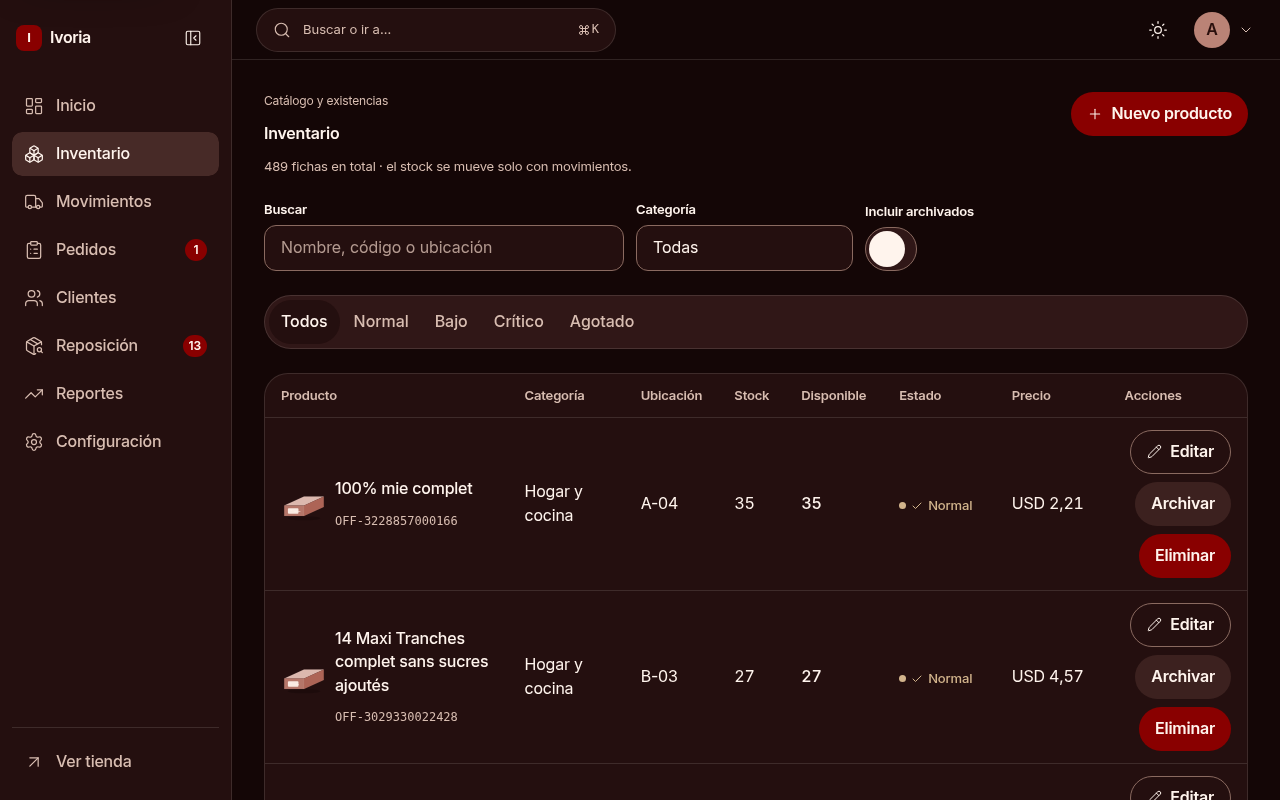 I Ivoria
Buscar o ir a... ⌘K
A
Inicio
Inventario
Movimientos
Pedidos 1
Clientes
Reposición 13
Reportes
Configuración
Ver tienda
Catálogo y existencias
Inventario
489 fichas en total · el stock se mueve solo con movimientos.
+ Nuevo producto
Buscar
Nombre, código o ubicación
Categoría
Todas
Incluir archivados
Todos Normal Bajo Crítico Agotado
Producto Categoría Ubicación Stock Disponible Estado Precio Acciones
100% mie complet
OFF-3228857000166
Hogar y
cocina
A-04
35
35
Normal
USD 2,21
Editar
Archivar
Eliminar
14 Maxi Tranches
complet sans sucres
ajoutés
OFF-3029330022428
Hogar y
cocina
B-03
27
27
Normal
USD 4,57
Editar
Archivar
Eliminar
Editar